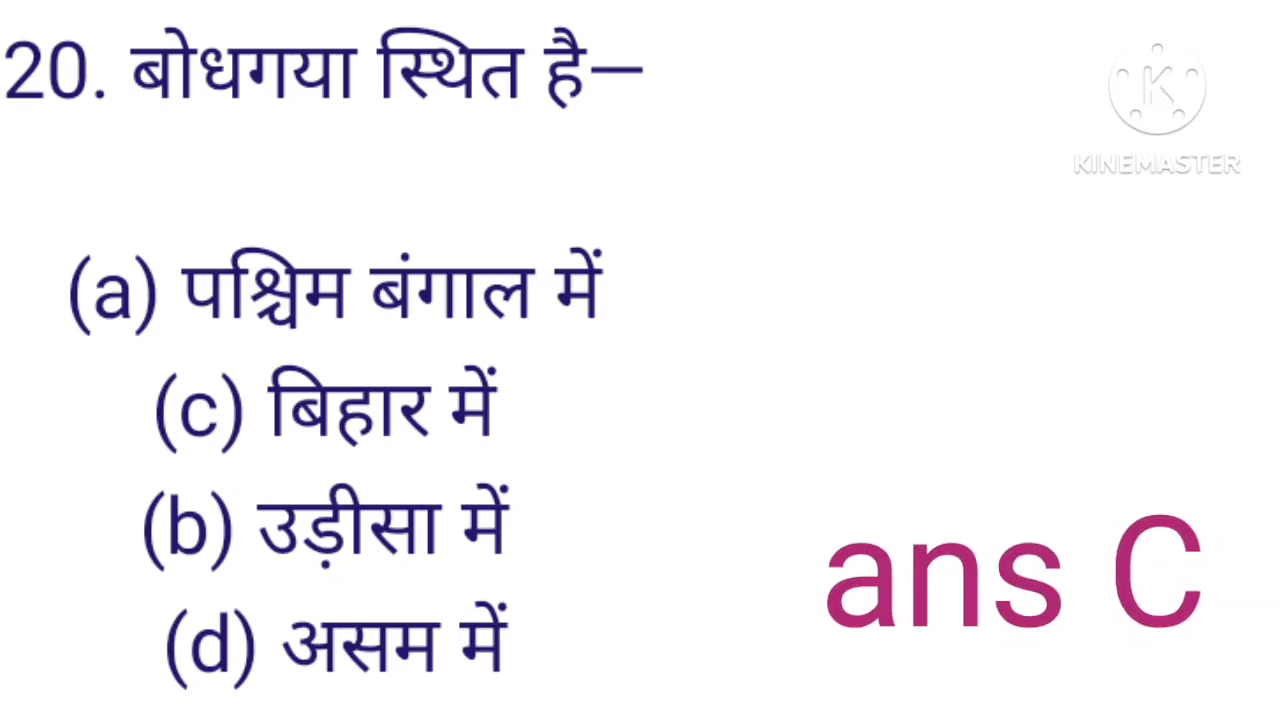 20. बोधगया स्थित है—
KINEMASTER
(a) पश्चिम बंगाल में
(c) बिहार में
(b) उड़ीसा में
(d) असम में
ans C